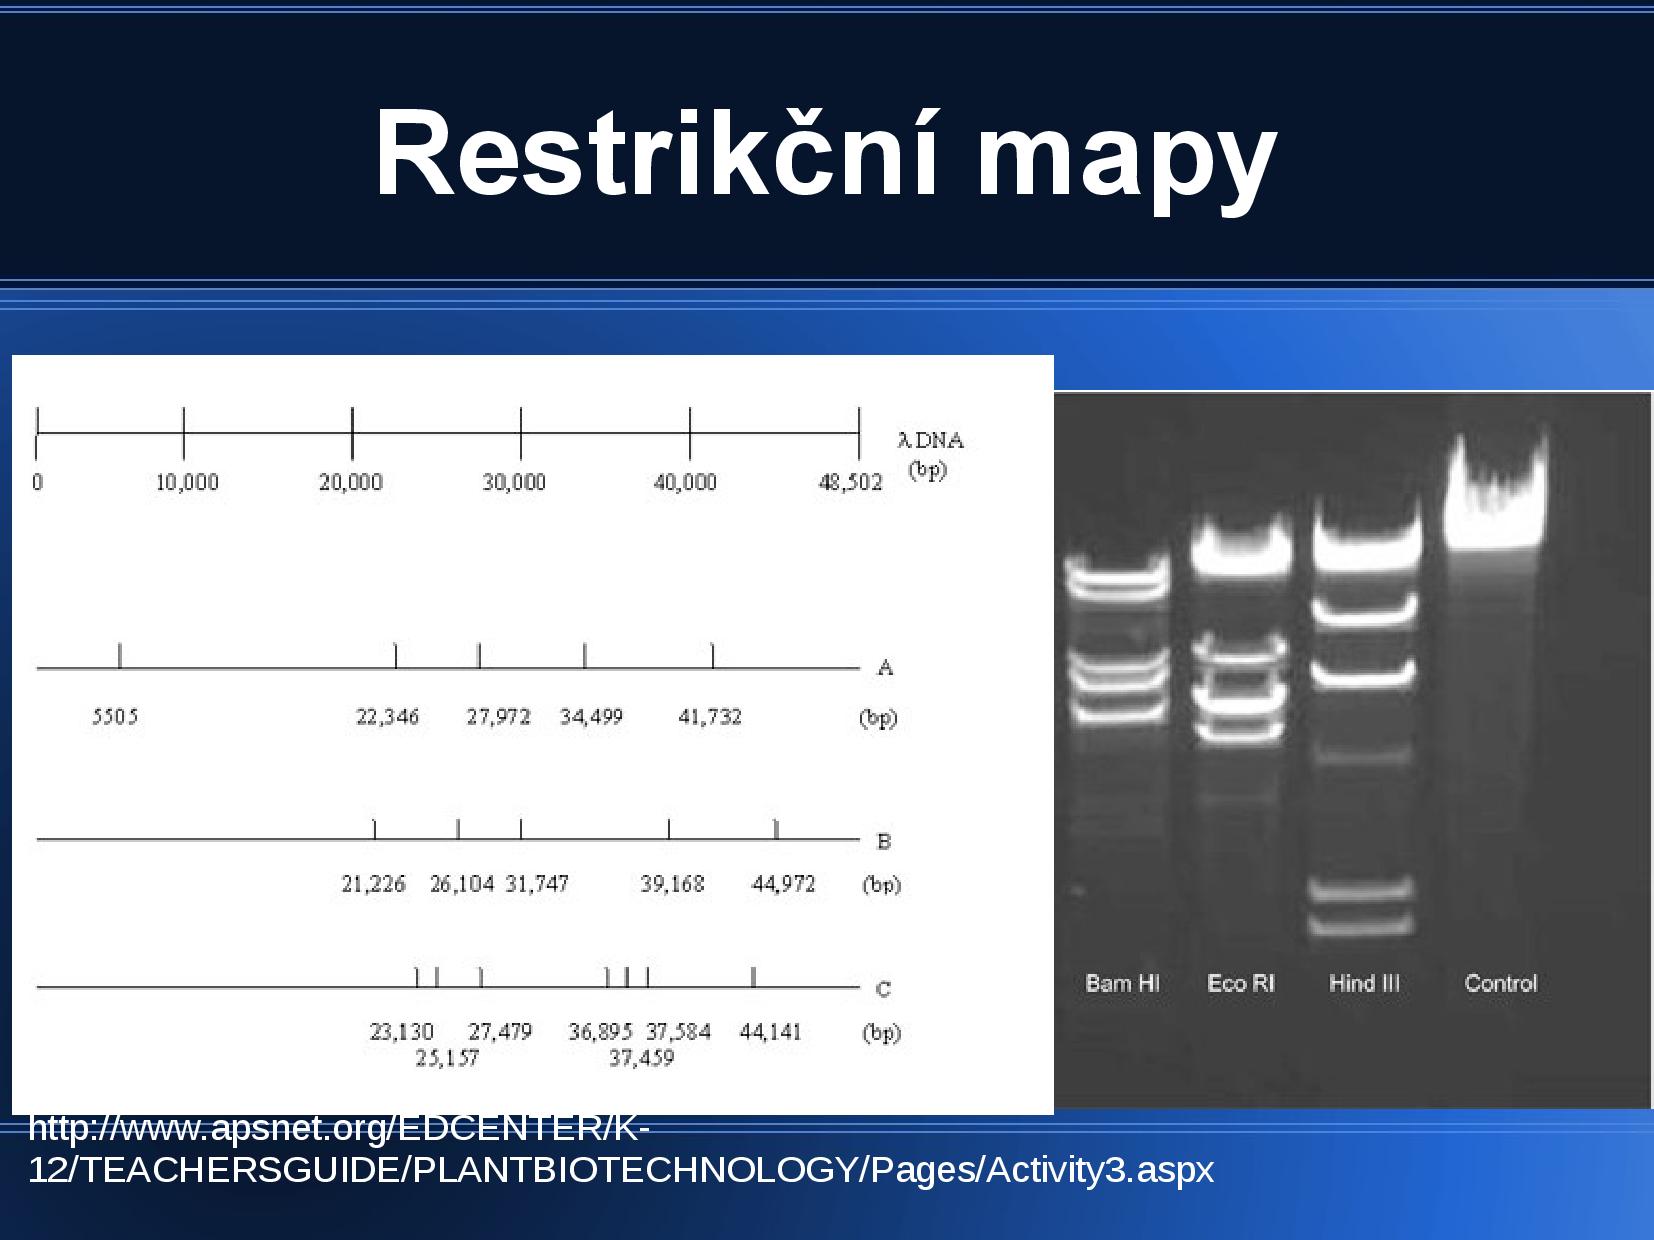 Restrikční mapy
λ DNA
(bp)
0 10,000 20,000 30,000 40,000 48,502
A
5505 22,346 27,972 34,499 41,732 (bp)
B
21,226 26,104 31,747 39,168 44,972 (bp)
C
23,130 27,479 36,895 37,584 44,141 (bp)
25,157 37,459
Bam HI Eco RI Hind III Control
http://www.apsnet.org/EDCENTER/K-
12/TEACHERSGUIDE/PLANTBIOTECHNOLOGY/Pages/Activity3.aspx